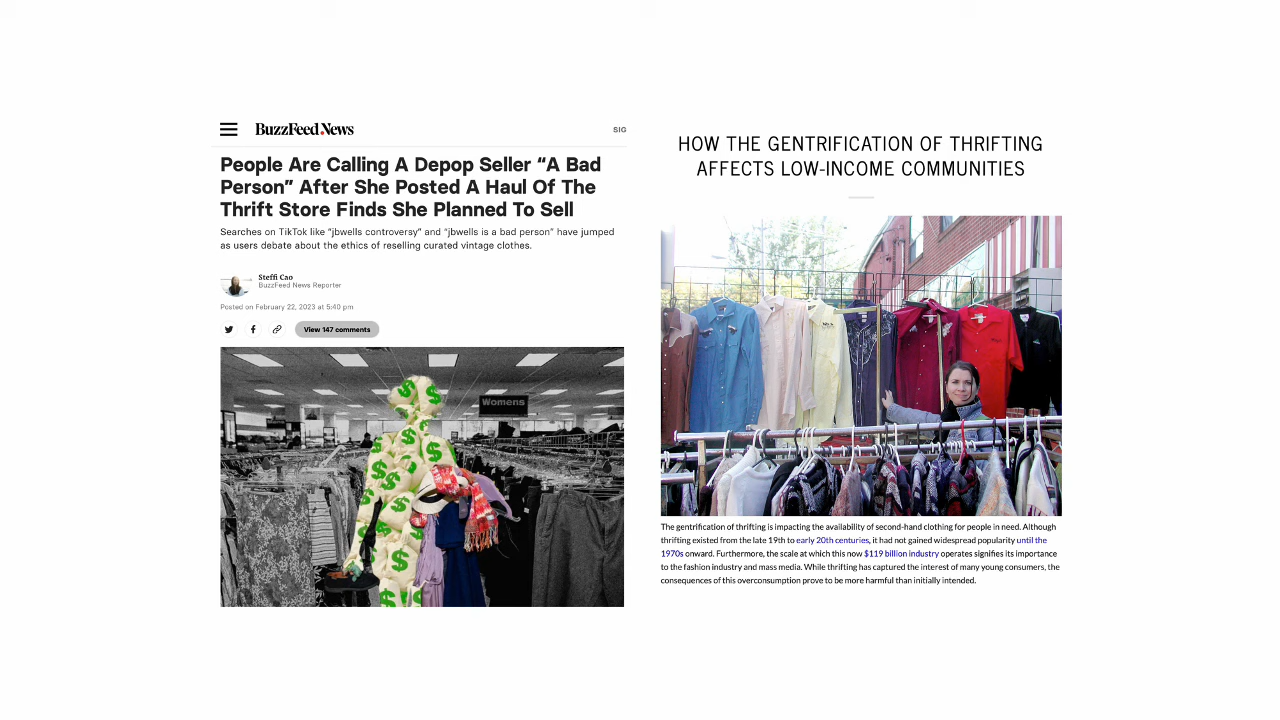 BuzzFeed News
SIG
People Are Calling A Depop Seller “A Bad
Person” After She Posted A Haul Of The
Thrift Store Finds She Planned To Sell
Searches on TikTok like “jbwells controversy” and “jbwells is a bad person” have jumped
as users debate about the ethics of reselling curated vintage clothes.
Steffi Cao
BuzzFeed News Reporter
Posted on February 22, 2023 at 5:40 pm
View 147 comments
Womens
$ $
$
$ $
$
$
$
$
$
HOW THE GENTRIFICATION OF THRIFTING
AFFECTS LOW-INCOME COMMUNITIES
The gentrification of thrifting is impacting the availability of second-hand clothing for people in need. Although
thrifting existed from the late 19th to early 20th centuries, it had not gained widespread popularity until the
1970s onward. Furthermore, the scale at which this now $119 billion industry operates signifies its importance
to the fashion industry and mass media. While thrifting has captured the interest of many young consumers, the
consequences of this overconsumption prove to be more harmful than initially intended.